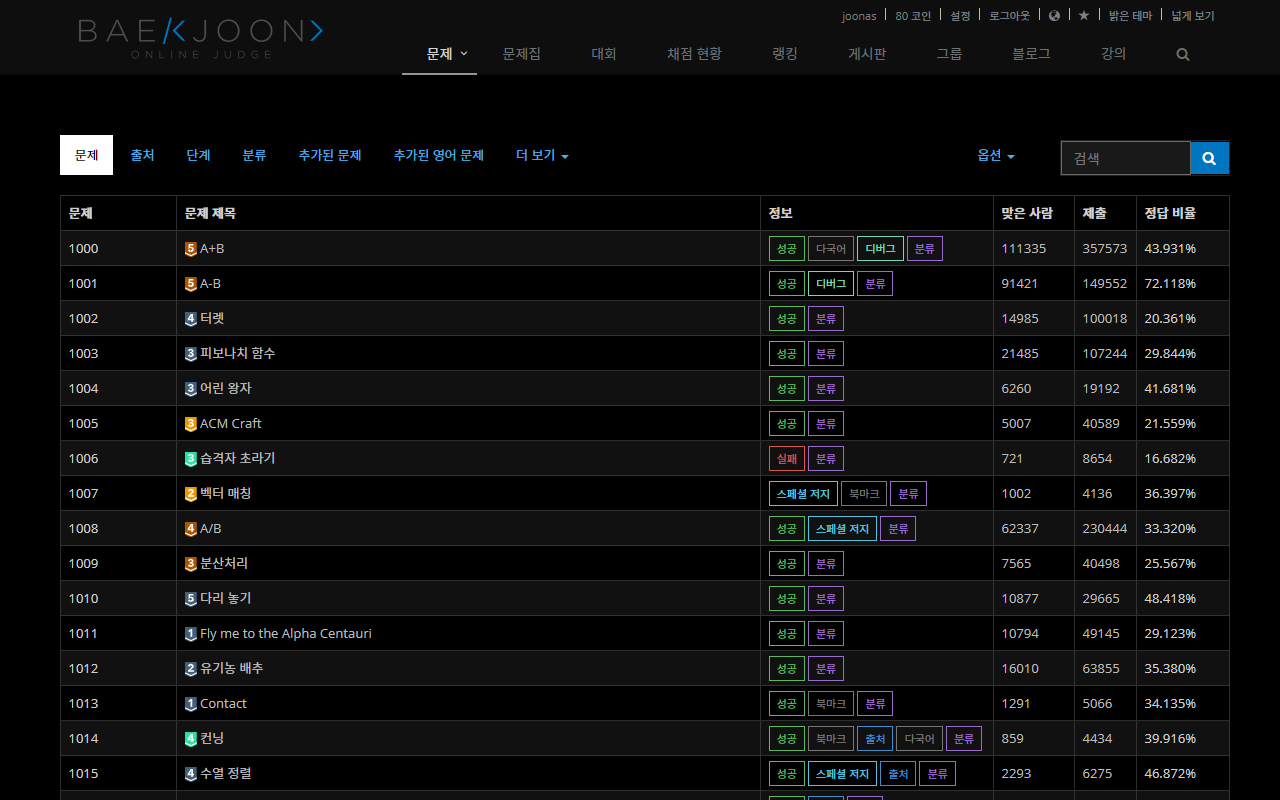 BAE/<JOON>
ONLINE JUDGE
joonas 80 코인 설정 로그아웃 밝은 테마 넓게 보기
문제 문제집 대회 채점 현황 랭킹 게시판 그룹 블로그 강의
문제 출처 단계 분류 추가된 문제 추가된 영어 문제 더 보기 옵션 검색
문제 문제 제목 정보 맞은 사람 제출 정답 비율
1000 5 A+B 성공 다국어 디버그 분류 111335 357573 43.931%
1001 5 A-B 성공 디버그 분류 91421 149552 72.118%
1002 4 터렛 성공 분류 14985 100018 20.361%
1003 3 피보나치 함수 성공 분류 21485 107244 29.844%
1004 3 어린 왕자 성공 분류 6260 19192 41.681%
1005 3 ACM Craft 성공 분류 5007 40589 21.559%
1006 3 습격자 초라기 실패 분류 721 8654 16.682%
1007 2 벡터 매칭 스페셜 저지 북마크 분류 1002 4136 36.397%
1008 4 A/B 성공 스페셜 저지 분류 62337 230444 33.320%
1009 3 분산처리 성공 분류 7565 40498 25.567%
1010 5 다리 놓기 성공 분류 10877 29665 48.418%
1011 1 Fly me to the Alpha Centauri 성공 분류 10794 49145 29.123%
1012 2 유기농 배추 성공 분류 16010 63855 35.380%
1013 1 Contact 성공 북마크 분류 1291 5066 34.135%
1014 4 컨닝 성공 북마크 출처 다국어 분류 859 4434 39.916%
1015 4 수열 정렬 성공 스페셜 저지 출처 분류 2293 6275 46.872%